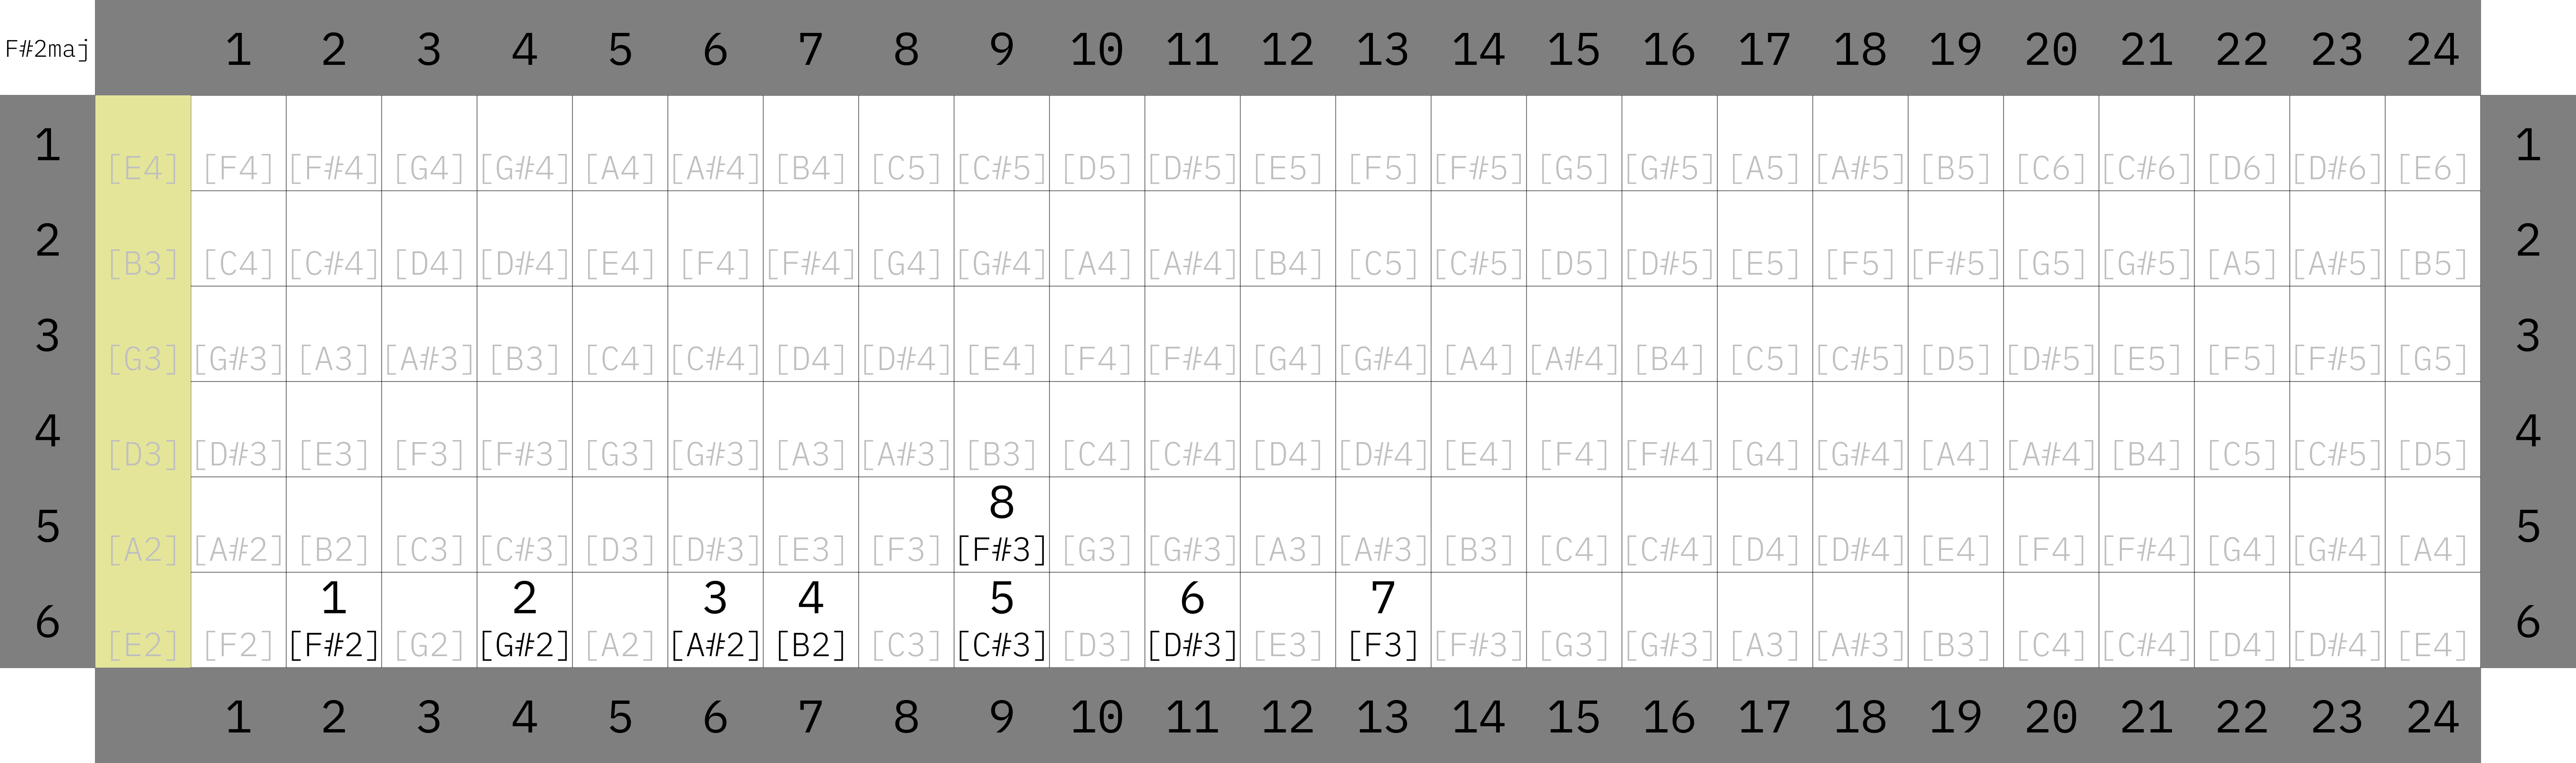 F#2maj 1 2 3 4 5 6 7 8 9 10 11 12 13 14 15 16 17 18 19 20 21 22 23 24
1 [E4] [F4] [F#4] [G4] [G#4] [A4] [A#4] [B4] [C5] [C#5] [D5] [D#5] [E5] [F5] [F#5] [G5] [G#5] [A5] [A#5] [B5] [C6] [C#6] [D6] [D#6] [E6] 1
2 [B3] [C4] [C#4] [D4] [D#4] [E4] [F4] [F#4] [G4] [G#4] [A4] [A#4] [B4] [C5] [C#5] [D5] [D#5] [E5] [F5] [F#5] [G5] [G#5] [A5] [A#5] [B5] 2
3 [G3] [G#3] [A3] [A#3] [B3] [C4] [C#4] [D4] [D#4] [E4] [F4] [F#4] [G4] [G#4] [A4] [A#4] [B4] [C5] [C#5] [D5] [D#5] [E5] [F5] [F#5] [G5] 3
4 [D3] [D#3] [E3] [F3] [F#3] [G3] [G#3] [A3] [A#3] [B3] [C4] [C#4] [D4] [D#4] [E4] [F4] [F#4] [G4] [G#4] [A4] [A#4] [B4] [C5] [C#5] [D5] 4
8
5 [A2] [A#2] [B2] [C3] [C#3] [D3] [D#3] [E3] [F3] [F#3] [G3] [G#3] [A3] [A#3] [B3] [C4] [C#4] [D4] [D#4] [E4] [F4] [F#4] [G4] [G#4] [A4] 5
1 2 3 4 5 6 7
6 [E2] [F2] [F#2] [G2] [G#2] [A2] [A#2] [B2] [C3] [C#3] [D3] [D#3] [E3] [F3] [F#3] [G3] [G#3] [A3] [A#3] [B3] [C4] [C#4] [D4] [D#4] [E4] 6
1 2 3 4 5 6 7 8 9 10 11 12 13 14 15 16 17 18 19 20 21 22 23 24